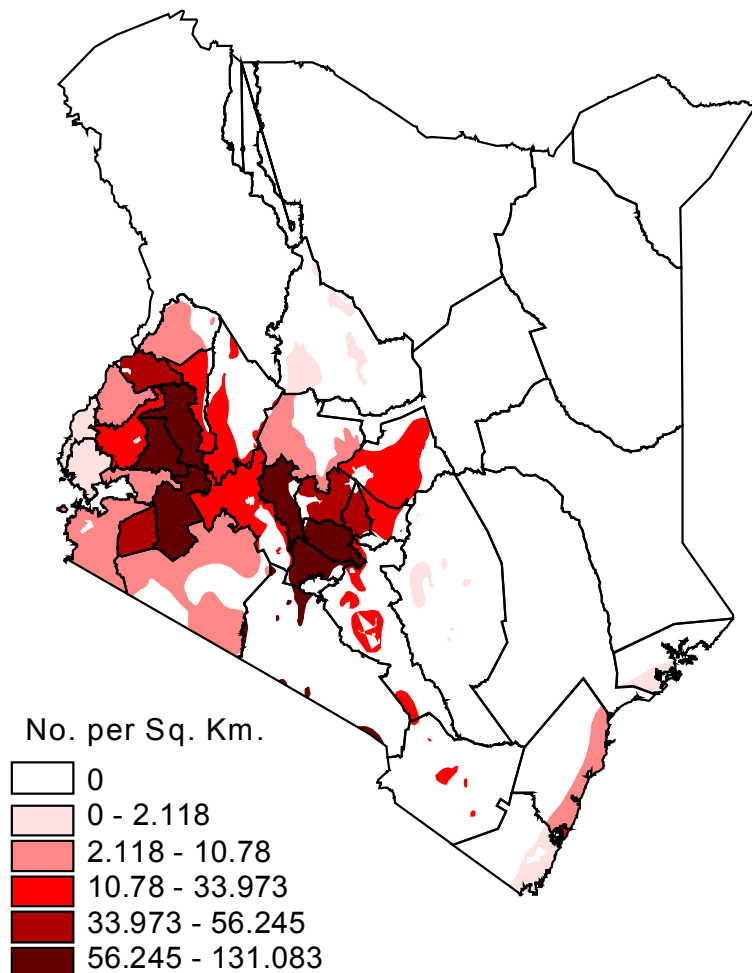 No. per Sq. Km.
0
0 - 2.118
2.118 - 10.78
10.78 - 33.973
33.973 - 56.245
56.245 - 131.083